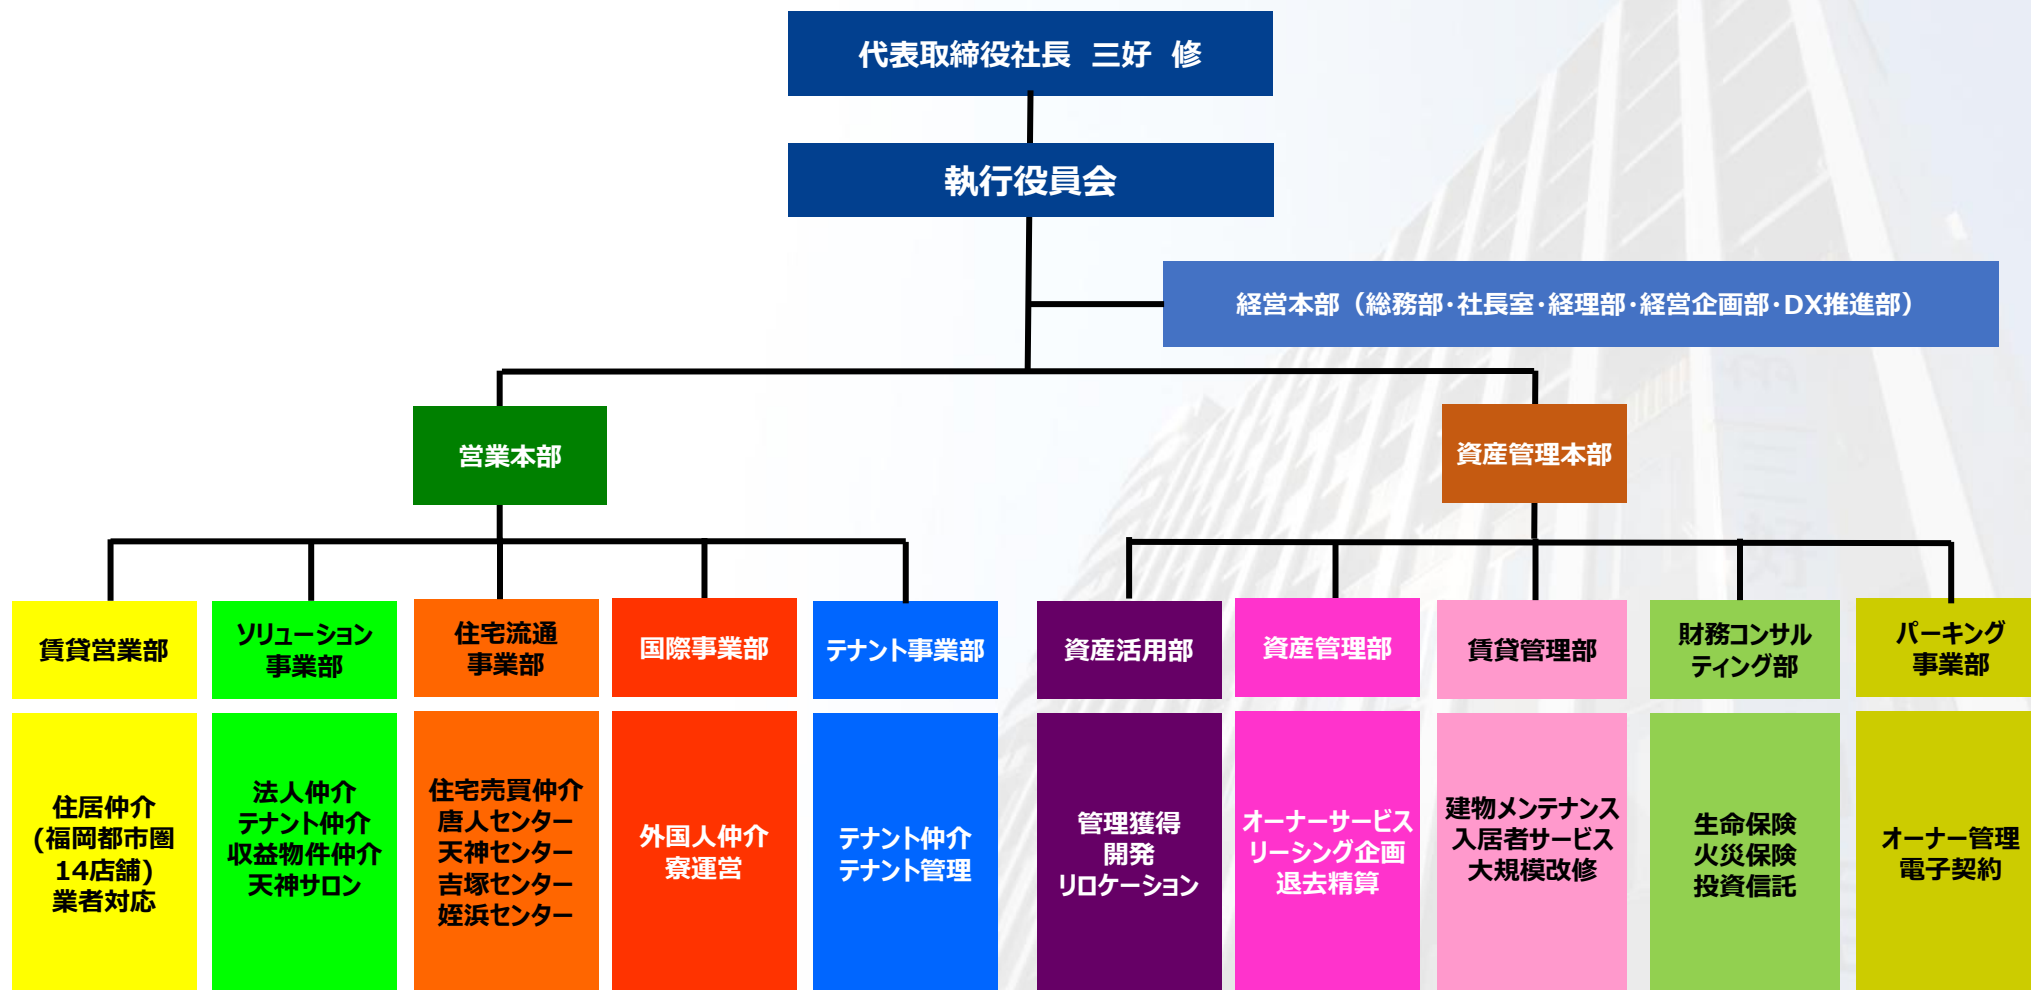 代表取締役社長 三好 修
執行役員会
経営本部（総務部･社長室･経理部･経営企画部･DX推進部）
営業本部
資産管理本部
賃貸営業部
ソリューション
事業部
住宅流通
事業部
国際事業部
テナント事業部
資産活用部
資産管理部
賃貸管理部
財務コンサル
ティング部
パーキング
事業部
住居仲介
(福岡都市圏
14店舗)
業者対応
法人仲介
テナント仲介
収益物件仲介
天神サロン
住宅売買仲介
唐人センター
天神センター
吉塚センター
姪浜センター
外国人仲介
寮運営
テナント仲介
テナント管理
管理獲得
開発
リロケーション
オーナーサービス
リーシング企画
退去精算
建物メンテナンス
入居者サービス
大規模改修
生命保険
火災保険
投資信託
オーナー管理
電子契約